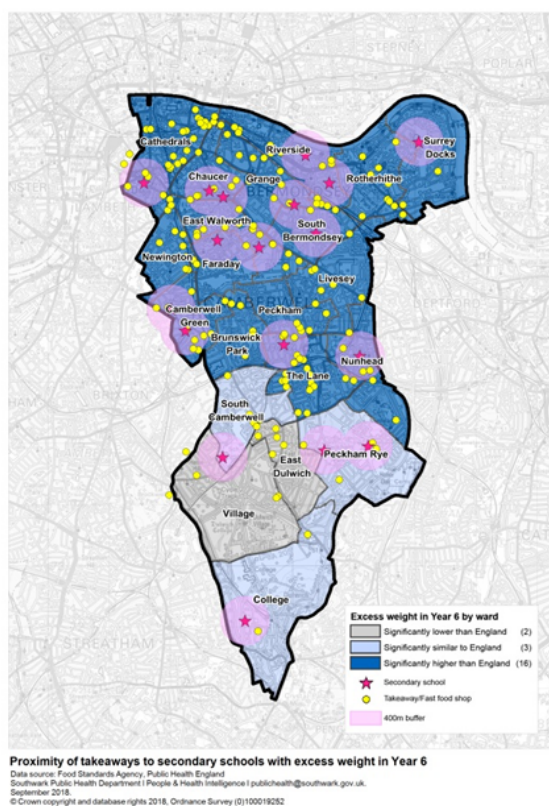 STEPNEY
POPLAR
Cathedrals
Riverside
Surrey
Docks
Chaucer
Grange
Rotherhithe
East Walworth
South
Bermondsey
Newington
Faraday
Livesey
CAMBERWELL
Camberwell
Green
Peckham
Brunswick
Park
Nunhead
The Lane
South
Camberwell
Peckham Rye
East
Dulwich
Village
College
Excess weight in Year 6 by ward
Significantly lower than England (2)
Significantly similar to England (3)
Significantly higher than England (16)
Secondary school
Takeaway/Fast food shop
400m buffer
Proximity of takeaways to secondary schools with excess weight in Year 6
Data source: Food Standards Agency, Public Health England
Southwark Public Health Department I People & Health Intelligence I publichealth@southwark.gov.uk.
September 2018.
© Crown copyright and database rights 2018, Ordnance Survey (0)100019252